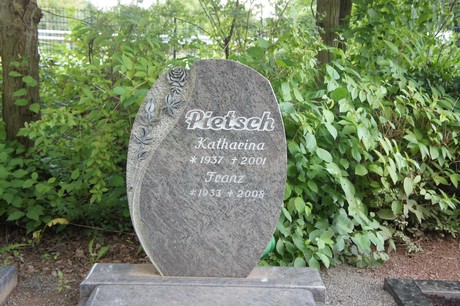 Pietsch
Katharina
*1937 +2001
Franz
*1933 +2008